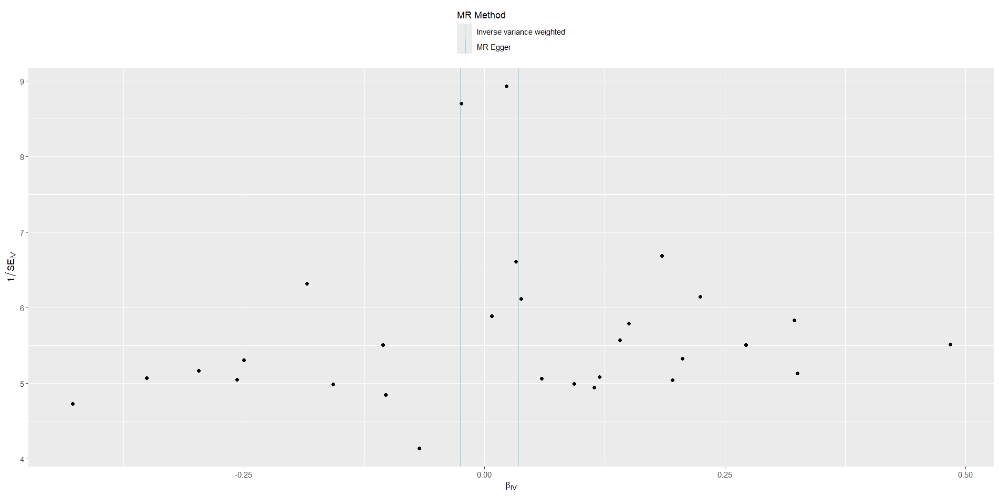 MR Method
Inverse variance weighted
MR Egger
9
8
7
6
5
4
1/SE_IV
-0.25
0.00
0.25
0.50
β_IV